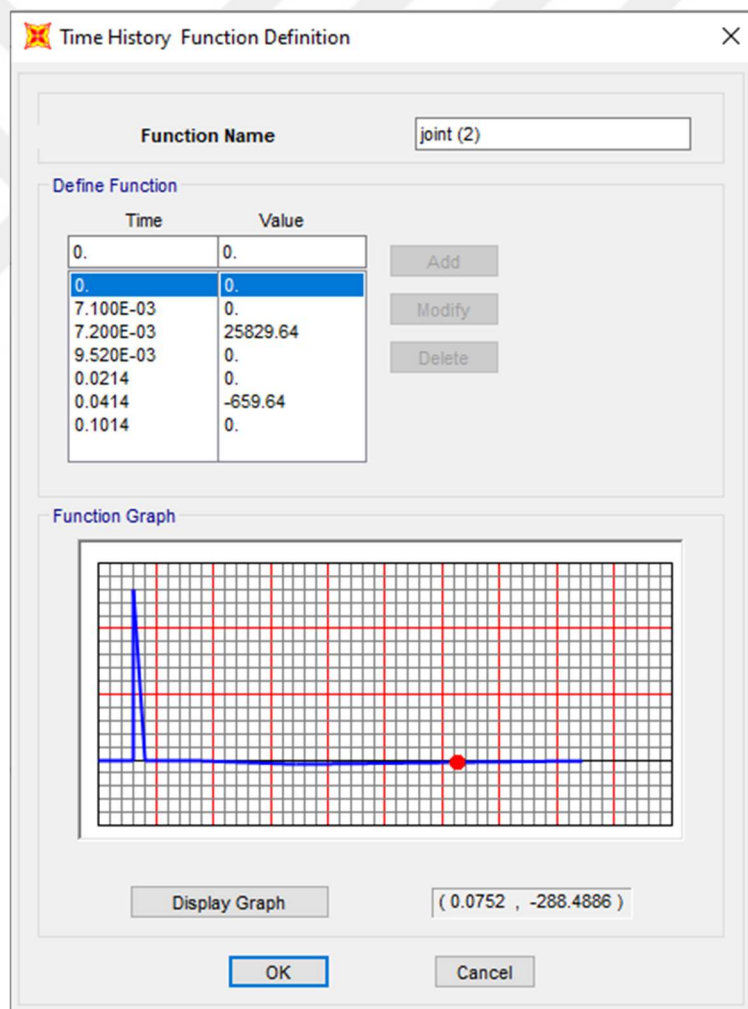 Time History Function Definition
Function Name
joint (2)
Define Function
Time Value
0. 0.
0. 0.
7.100E-03 0.
7.200E-03 25829.64
9.520E-03 0.
0.0214 0.
0.0414 -659.64
0.1014 0.
Add
Modify
Delete
Function Graph
Display Graph
( 0.0752 , -288.4886 )
OK
Cancel